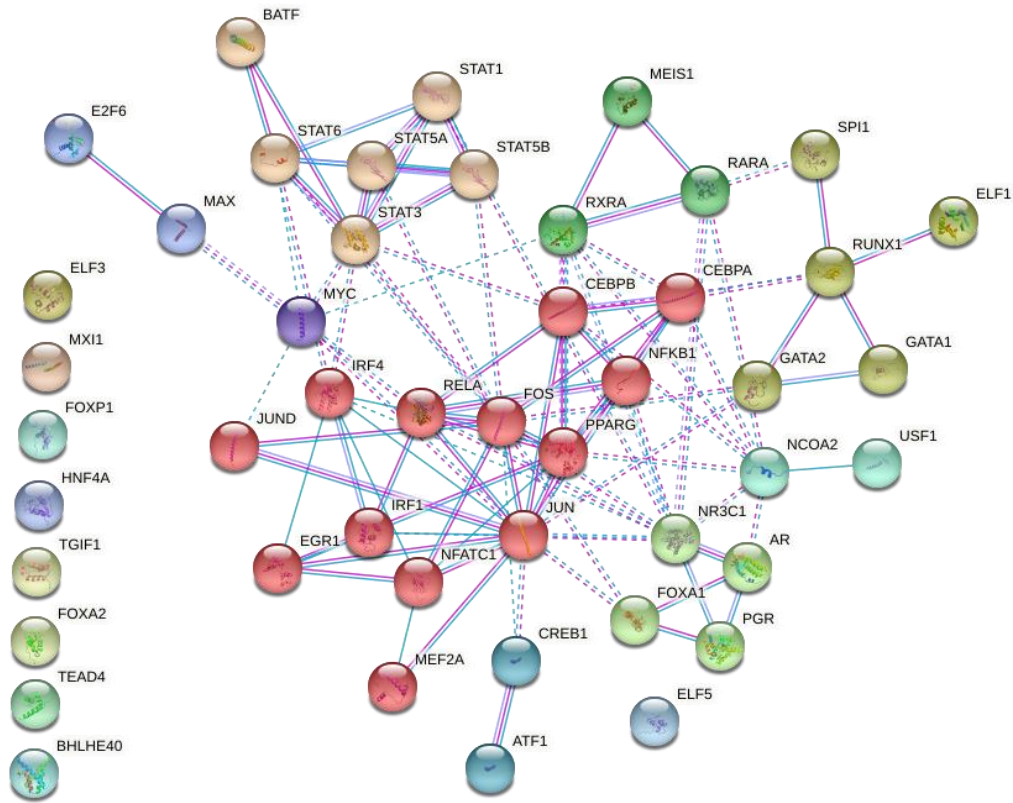 BATF
STAT1
MEIS1
E2F6
STAT6
STAT5A
STAT5B
SPI1
RARA
MAX
STAT3
RXRA
ELF1
RUNX1
ELF3
MYC
CEBPB
CEBPA
MXI1
IRF4
RELA
FOS
NFKB1
GATA2
GATA1
FOXP1
JUND
PPARG
NCOA2
USF1
HNF4A
IRF1
JUN
NR3C1
AR
TGIF1
EGR1
NFATC1
FOXA1
PGR
FOXA2
CREB1
MEF2A
TEAD4
ELF5
BHLHE40
ATF1